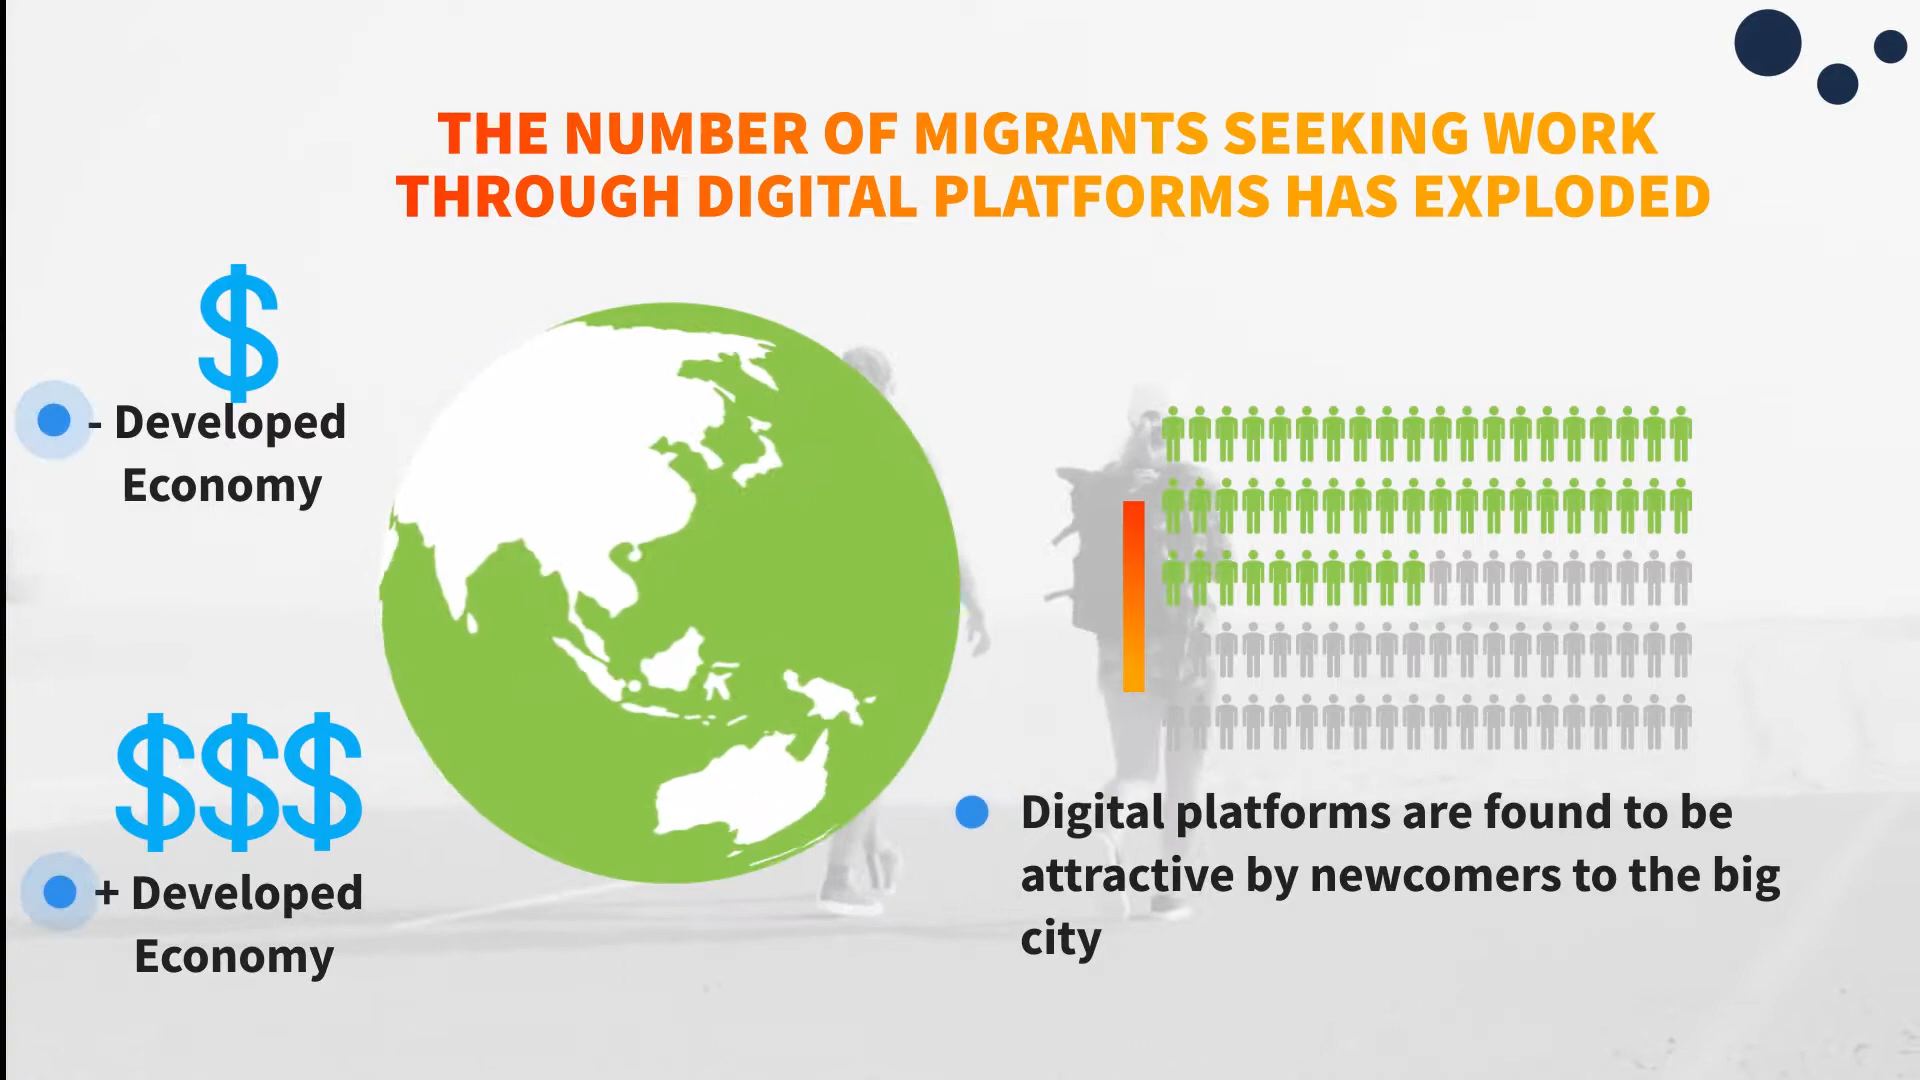 THE NUMBER OF MIGRANTS SEEKING WORK
THROUGH DIGITAL PLATFORMS HAS EXPLODED
$
- Developed
Economy
$$$
+ Developed
Economy
Digital platforms are found to be
attractive by newcomers to the big
city